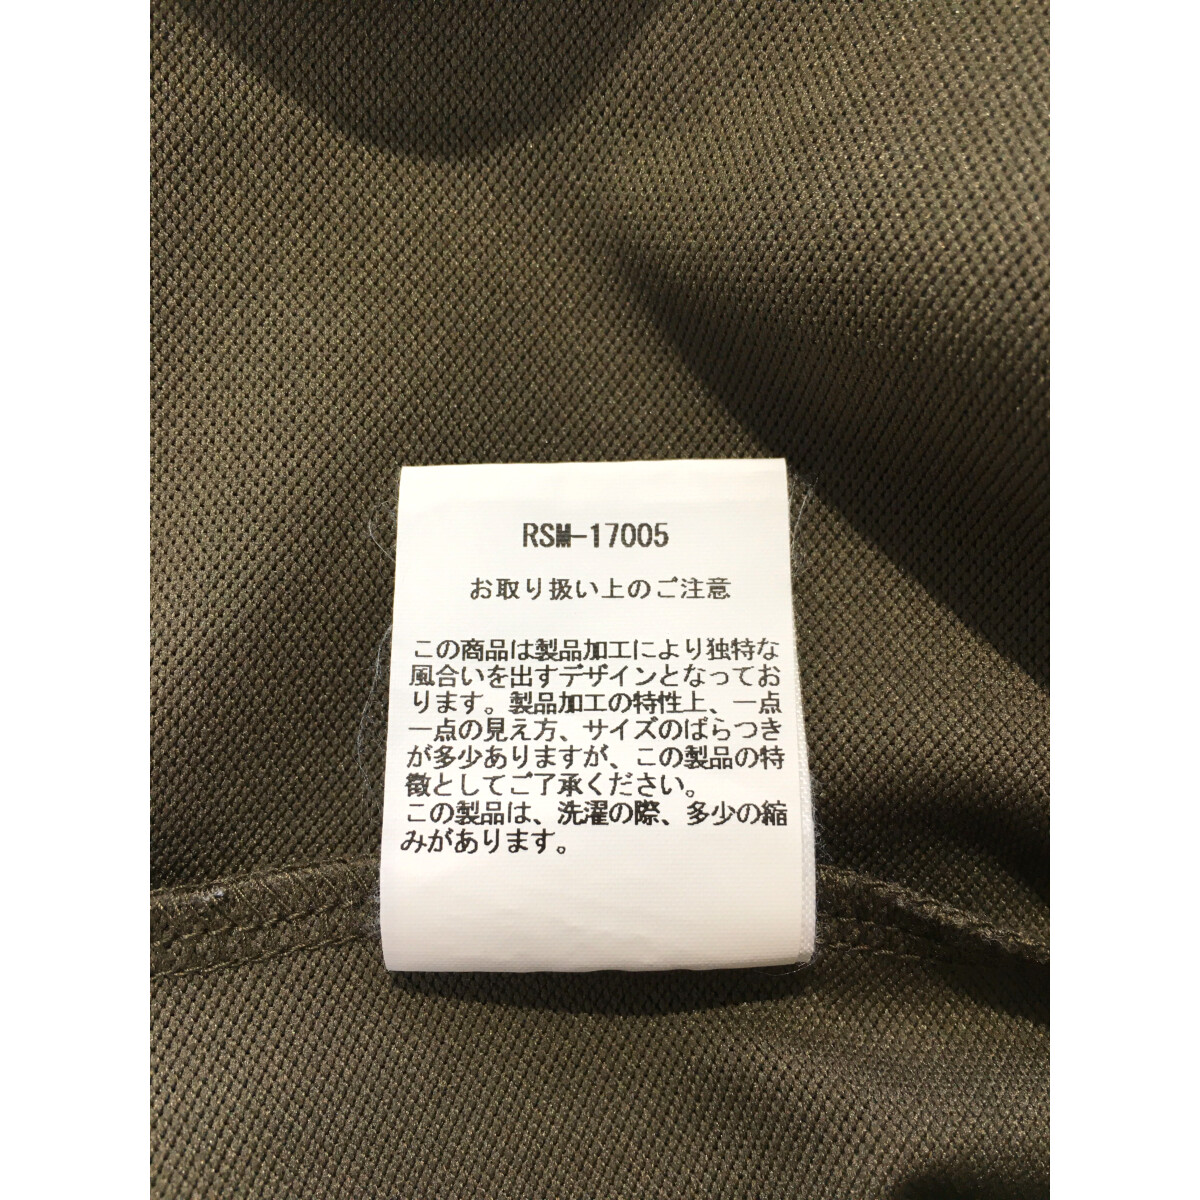 RSM-17005
お取り扱い上のご注意
この商品は製品加工により独特な
風合いを出すデザインとなってお
ります。製品加工の特性上、一点
一点の見え方、サイズのばらつき
が多少ありますが、この製品の特
徴としてご了承ください。
この製品は、洗濯の際、多少の縮
みがあります。